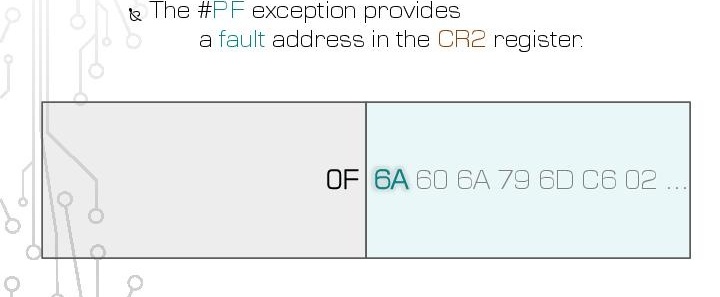 The #PF exception provides
a fault address in the CR2 register.
0F 6A 60 6A 79 6D C6 02 ...